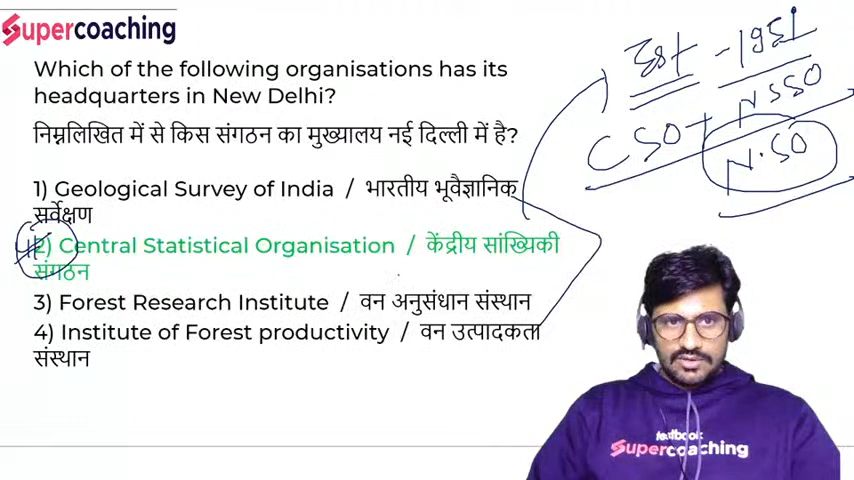 Supercoaching
Which of the following organisations has its
headquarters in New Delhi?
निम्नलिखित में से किस संगठन का मुख्यालय नई दिल्ली में है?
1) Geological Survey of India / भारतीय भूवैज्ञानिक
सर्वेक्षण
2) Central Statistical Organisation / केंद्रीय सांख्यिकी
संगठन
3) Forest Research Institute / वन अनुसंधान संस्थान
4) Institute of Forest productivity / वन उत्पादकता
संस्थान
Est - 1951
CSO + NSSO
N.SO
testbook
Supercoaching